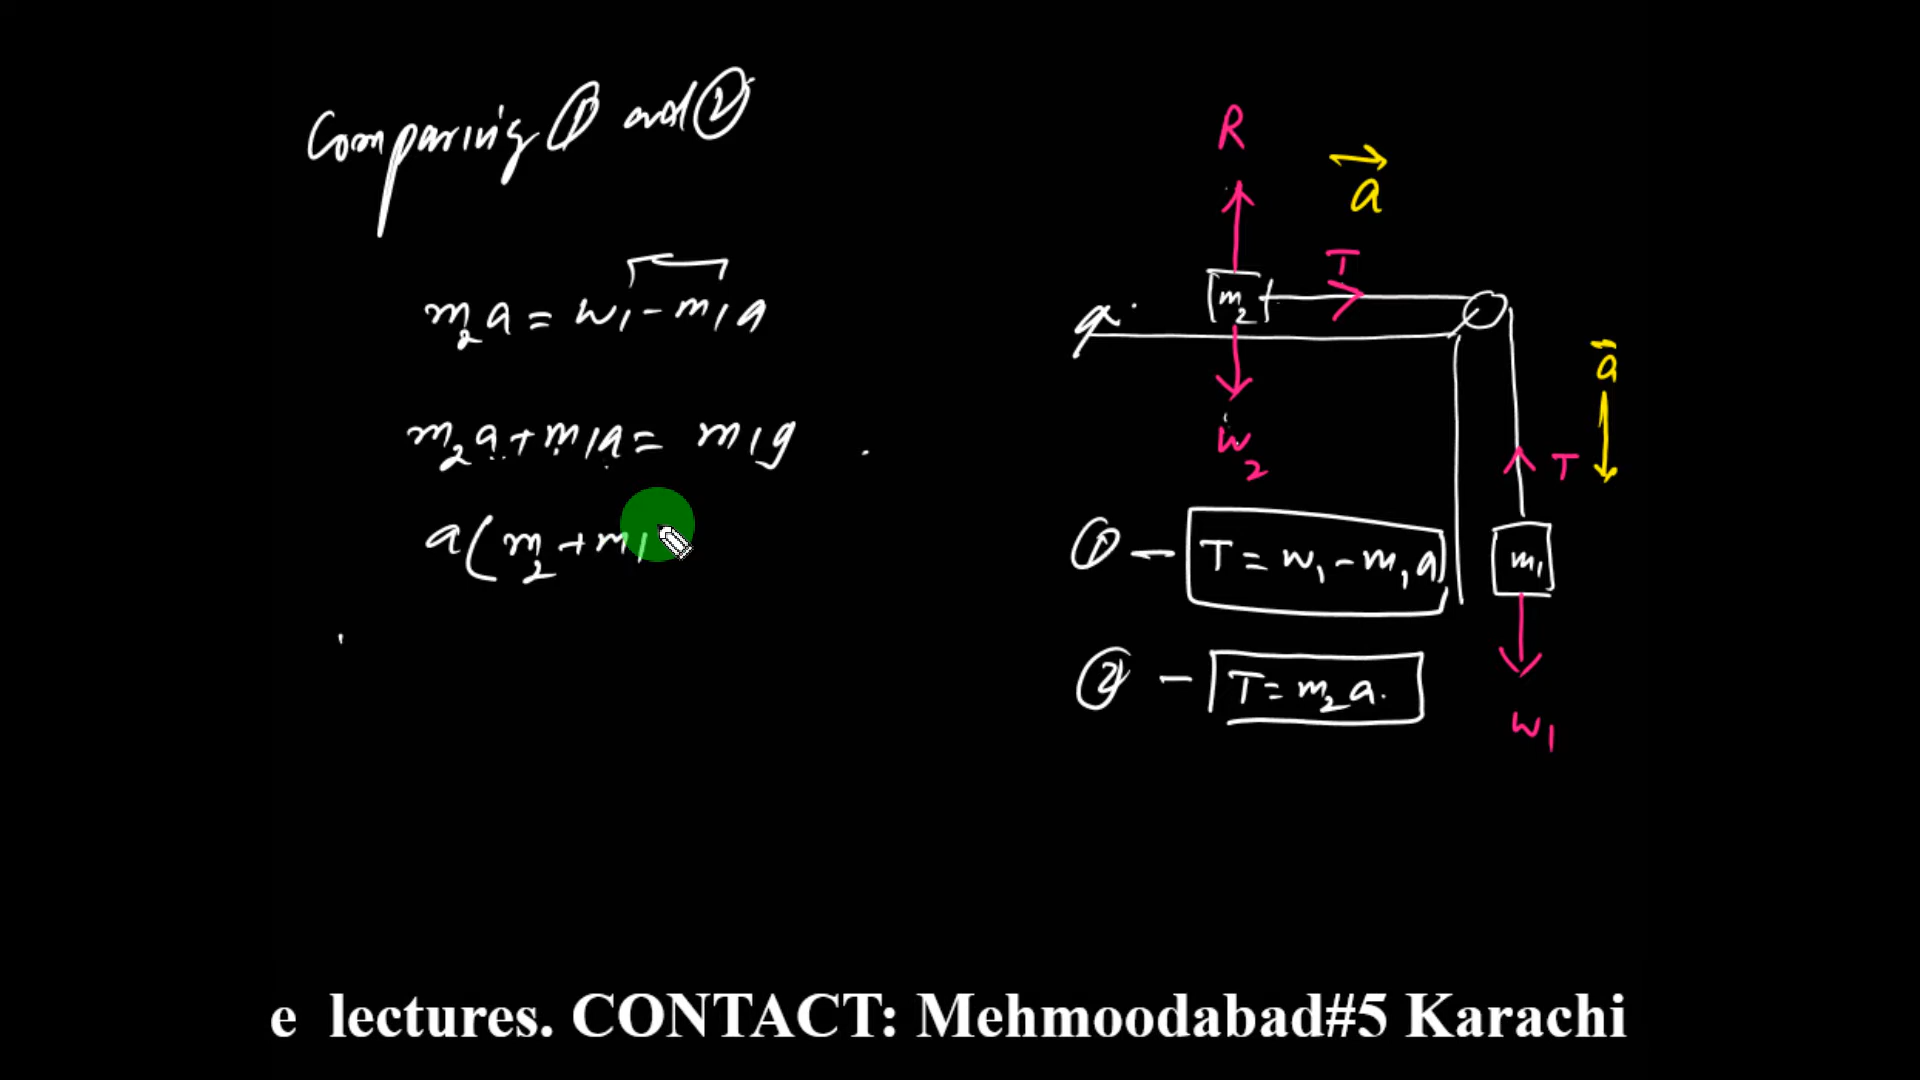 Comparing ① and ②
m₂a = w₁ - m₁a
m₂a + m₁a = m₁g
a(m₂ + m₁
R
a
T
m₂
a
W₂
T
① - T = w₁ - m₁a
m₁
② - T = m₂a.
W₁
e lectures. CONTACT: Mehmoodabad#5 Karachi